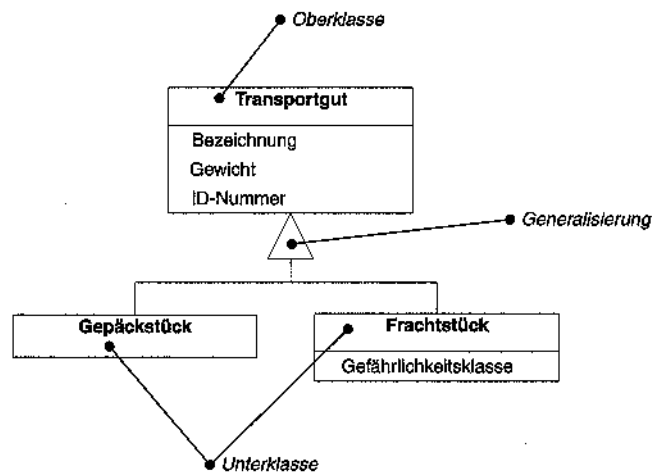 Oberklasse
Transportgut
Bezeichnung
Gewicht
ID-Nummer
Generalisierung
Gepäckstück
Frachtstück
Gefährlichkeitsklasse
Unterklasse